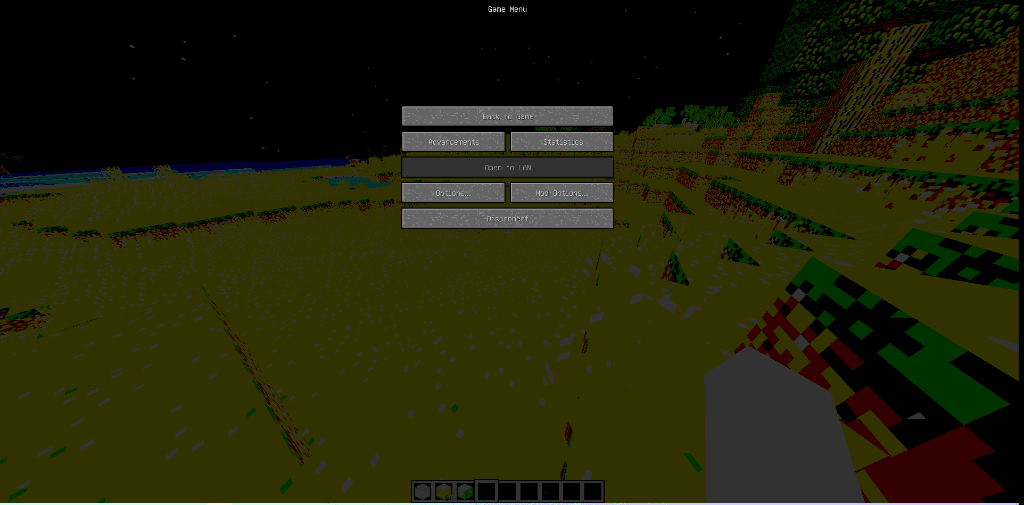 Game Menu
Back to Game
Advancements
Statistics
Open to LAN
Options...
Mod Options...
Disconnect